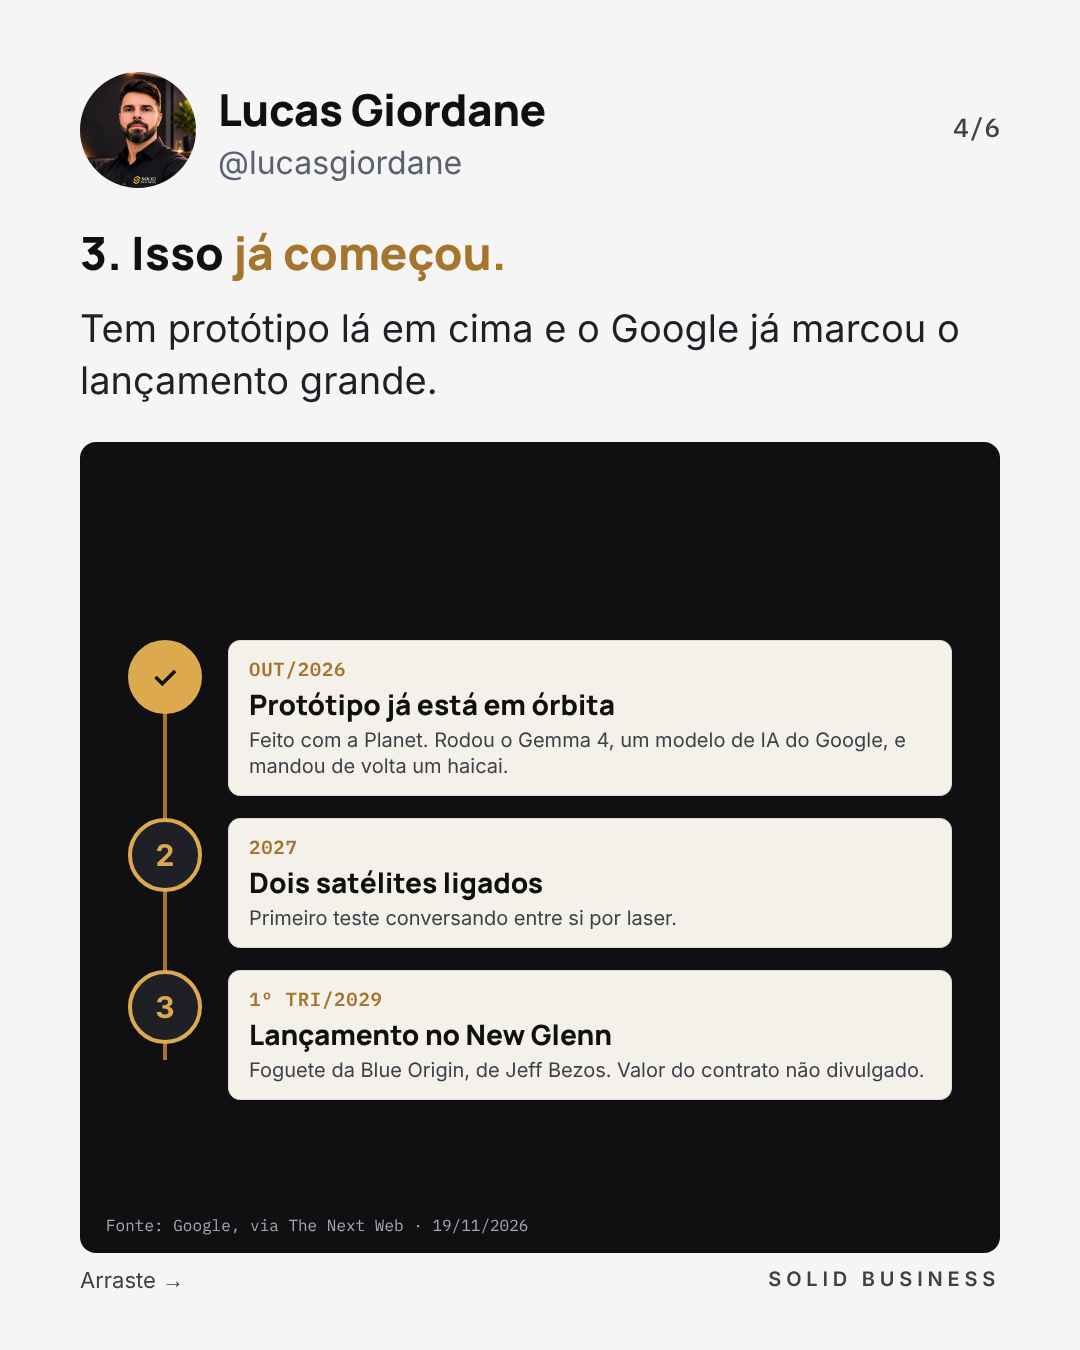 Lucas Giordane
@lucasgiordane
4/6
3. Isso já começou.
Tem protótipo lá em cima e o Google já marcou o
lançamento grande.
OUT/2026
Protótipo já está em órbita
Feito com a Planet. Rodou o Gemma 4, um modelo de IA do Google, e
mandou de volta um haicai.
2
2027
Dois satélites ligados
Primeiro teste conversando entre si por laser.
3
1º TRI/2029
Lançamento no New Glenn
Foguete da Blue Origin, de Jeff Bezos. Valor do contrato não divulgado.
Fonte: Google, via The Next Web · 19/11/2026
Arraste →
SOLID BUSINESS